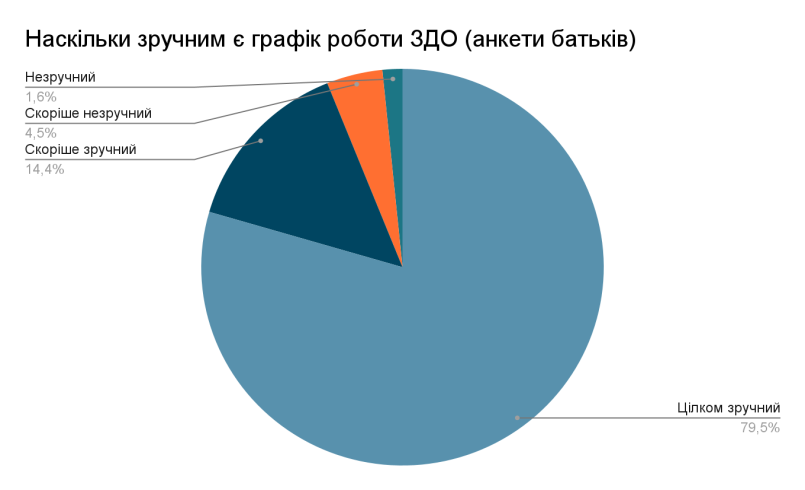 Наскільки зручним є графік роботи ЗДО (анкети батьків)
Незручний
1,6%
Скоріше незручний
4,5%
Скоріше зручний
14,4%
Цілком зручний
79,5%